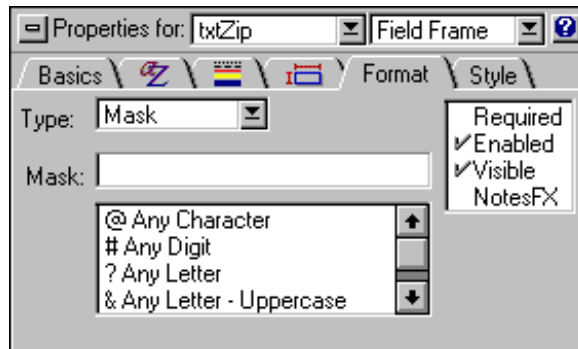 Properties for: txtZip Field Frame ?
Basics Format Style
Type: Mask
Mask:
@ Any Character
# Any Digit
? Any Letter
& Any Letter - Uppercase
Required
Enabled
Visible
NotesFX